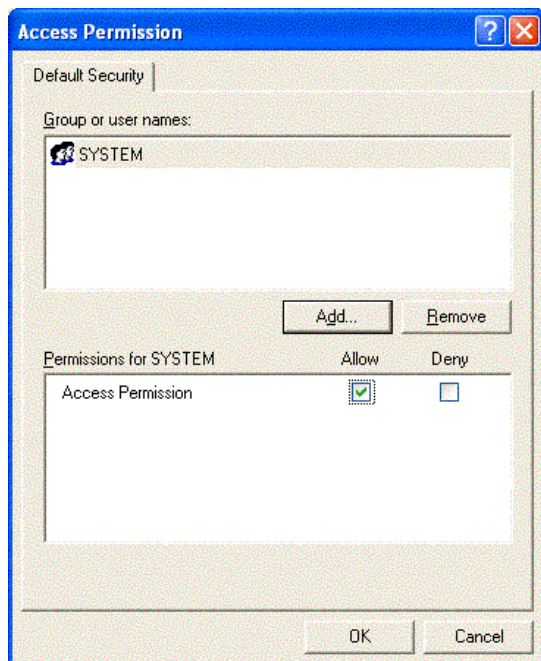 Access Permission
Default Security
Group or user names:
SYSTEM
Add... Remove
Permissions for SYSTEM Allow Deny
Access Permission
OK Cancel